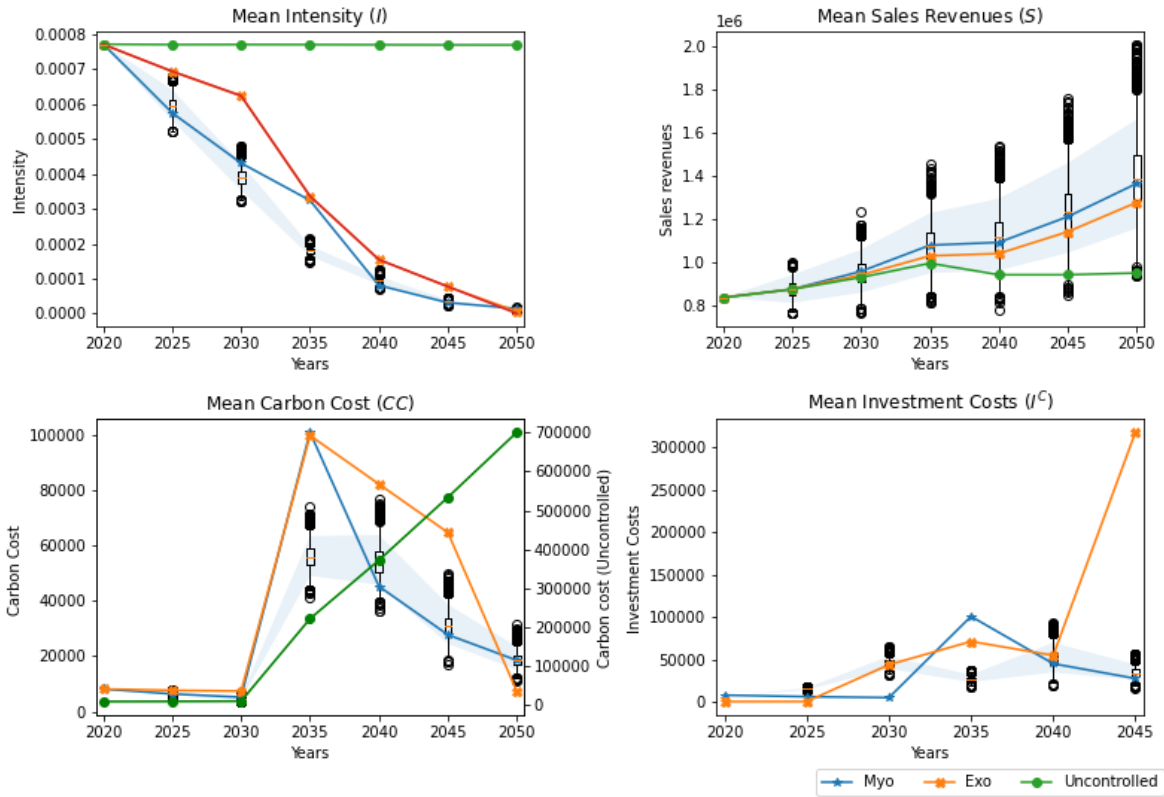 Mean Intensity (I)
0.0008
0.0007
0.0006
0.0005
0.0004
0.0003
0.0002
0.0001
0.0000
Intensity
2020 2025 2030 2035 2040 2045 2050
Years
Mean Sales Revenues (S)
1e6
2.0
1.8
1.6
1.4
1.2
1.0
0.8
Sales revenues
2020 2025 2030 2035 2040 2045 2050
Years
Mean Carbon Cost (CC)
100000
80000
60000
40000
20000
0
Carbon Cost
700000
600000
500000
400000
300000
200000
100000
0
Carbon cost (Uncontrolled)
2020 2025 2030 2035 2040 2045 2050
Years
Mean Investment Costs (I^C)
300000
250000
200000
150000
100000
50000
0
Investment Costs
2020 2025 2030 2035 2040 2045
Years
Myo Exo Uncontrolled